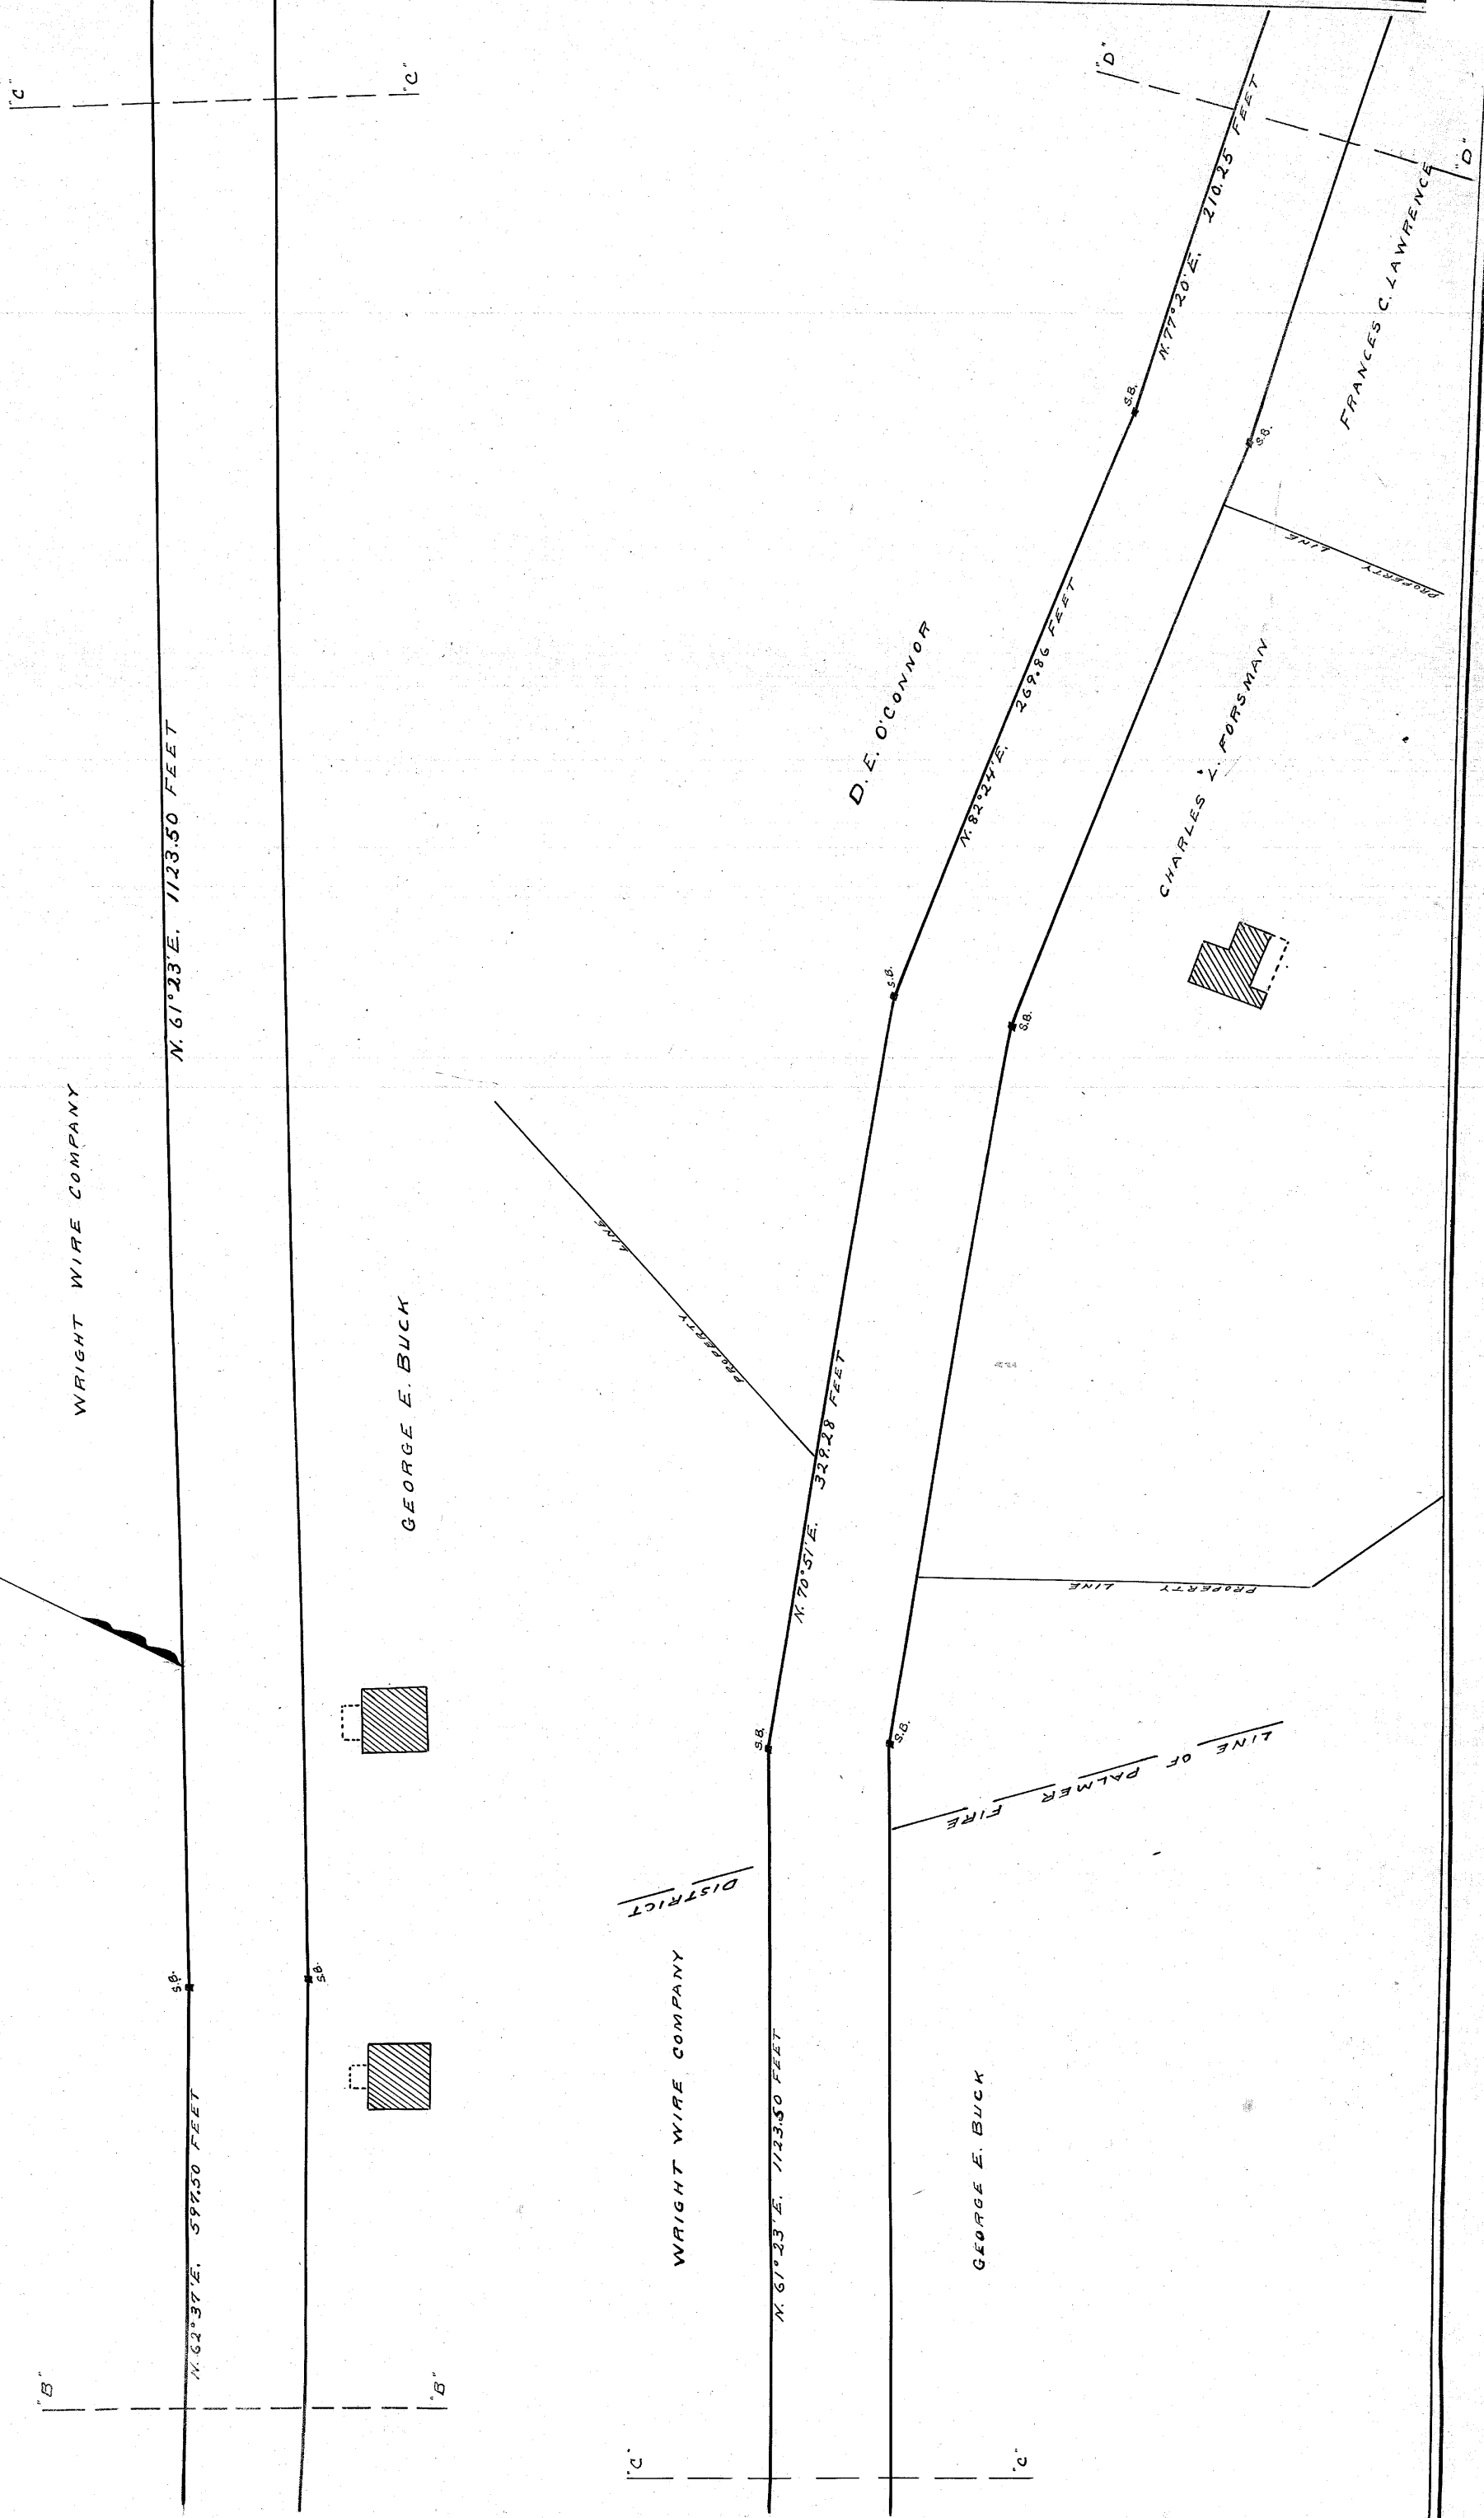 "C"
"C"
WRIGHT WIRE COMPANY
N. 61° 23' E. 1123.50 FEET
GEORGE E. BUCK
S.B.
S.B.
N. 62° 37' E. 597.50 FEET
"B"
"B"
"D"
"D"
N. 77° 20' E. 210.25 FEET
FRANCES C. LAWRENCE
S.B.
S.B.
PROPERTY LINE
D. E. O'CONNOR
N. 82° 24' E. 269.86 FEET
CHARLES L. FORSMAN
S.B.
S.B.
PROPERTY LINE
N. 70° 51' E. 329.28 FEET
PROPERTY LINE
S.B.
S.B.
LINE OF PALMER FIRE DISTRICT
WRIGHT WIRE COMPANY
N. 61° 23' E. 1123.50 FEET
GEORGE E. BUCK
"C"
"C"